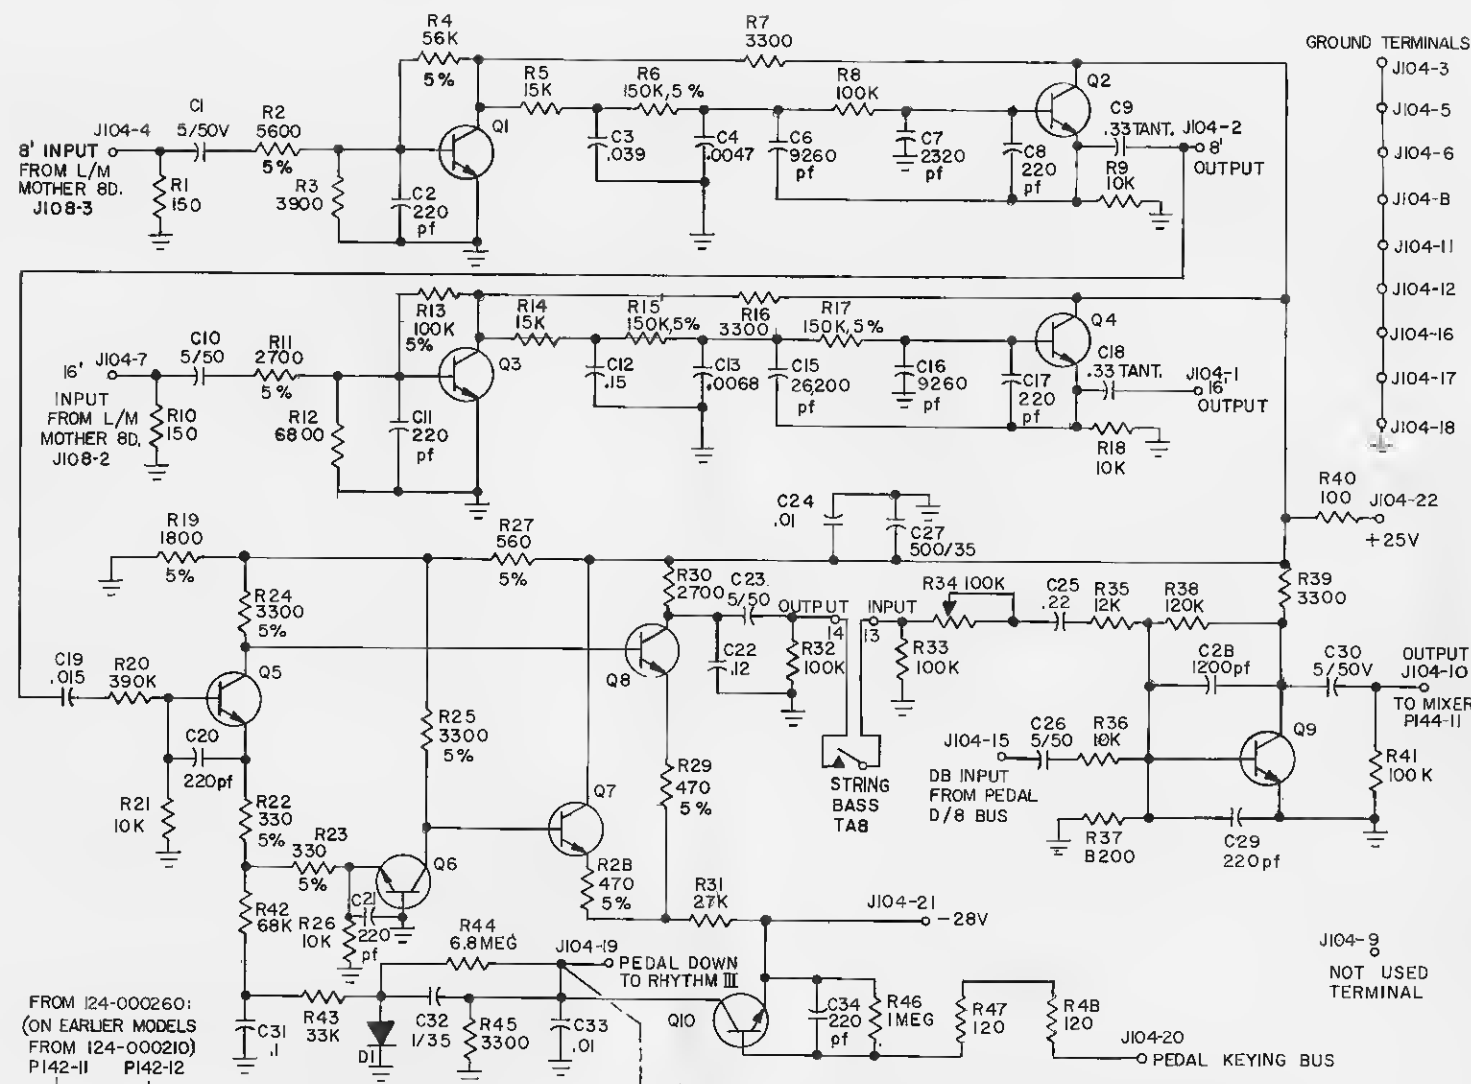 R4
56K
5%
R7
3300
GROUND TERMINALS
J104-3
J104-5
J104-6
J104-8
J104-11
J104-12
J104-16
J104-17
J104-18
C1
5/50V
R2
5600
5%
J104-4
8' INPUT
FROM L/M
MOTHER 8D.
J108-3
R1
150
R3
3900
C2
220
pf
Q1
R5
15K
R6
150K,5%
C3
.039
C4
.0047
C6
9260
pf
R8
100K
C7
2320
pf
C8
220
pf
Q2
C9
.33TANT.
J104-2
8'
OUTPUT
R9
10K
R13
100K
5%
R14
15K
R15
150K,5%
R16
3300
R17
150K,5%
C10
5/50
R11
2700
5%
J104-7
16'
INPUT
FROM L/M
MOTHER 8D.
J108-2
R10
150
R12
6800
C11
220
pf
Q3
C12
.15
C13
.0068
C15
26,200
pf
C16
9260
pf
C17
220
pf
Q4
C18
.33TANT.
J104-1
16'
OUTPUT
R18
10K
R40
100
J104-22
+25V
R19
1800
5%
R27
560
5%
C24
.01
C27
500/35
R24
3300
5%
R30
2700
C23
5/50
OUTPUT
14
INPUT
13
R34 100K
C25
.22
R35
12K
R38
120K
R39
3300
C19
.015
R20
390K
Q5
Q8
C22
.12
R32
100K
R33
100K
C28
1200pf
C30
5/50V
OUTPUT
J104-10
TO MIXER
P144-11
C20
220pf
R25
3300
5%
R21
10K
R22
330
5%
R23
330
5%
Q6
Q7
R29
470
5%
STRING
BASS
TA8
J104-15
DB INPUT
FROM PEDAL
D/8 BUS
C26
5/50
R36
10K
Q9
R41
100K
R37
8200
C29
220pf
R28
470
5%
R42
68K
R26
10K
C21
220
pf
R31
27K
J104-21
-28V
R44
6.8MEG
J104-19
PEDAL DOWN
TO RHYTHM III
J104-9
NOT USED
TERMINAL
FROM 124-000260:
(ON EARLIER MODELS
FROM 124-000210)
P142-11 P142-12
C31
.1
R43
33K
D1
C32
1/35
R45
3300
C33
.01
Q10
C34
220
pf
R46
1MEG
R47
120
R48
120
J104-20
PEDAL KEYING BUS